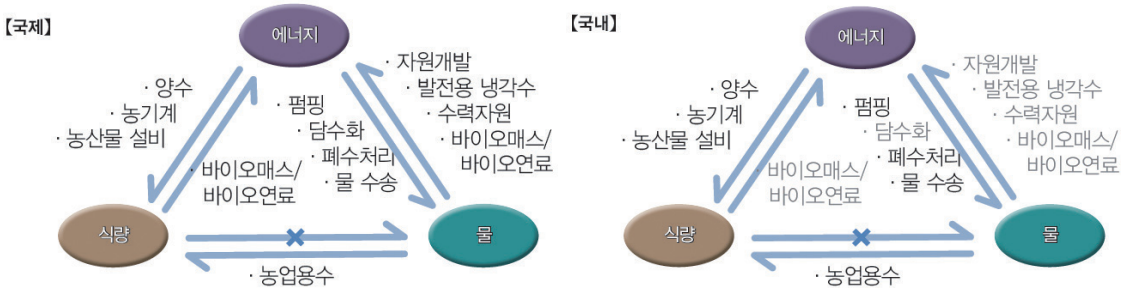 【국제】
에너지
· 양수
· 농기계
· 농산물 설비
· 펌핑
· 담수화
· 폐수처리
· 물 수송
· 자원개발
· 발전용 냉각수
· 수력자원
· 바이오매스/
바이오연료
· 바이오매스/
바이오연료
식량
물
· 농업용수
【국내】
에너지
· 양수
· 농기계
· 농산물 설비
· 펌핑
· 담수화
· 폐수처리
· 물 수송
· 자원개발
· 발전용 냉각수
· 수력자원
· 바이오매스/
바이오연료
· 바이오매스/
바이오연료
식량
물
· 농업용수